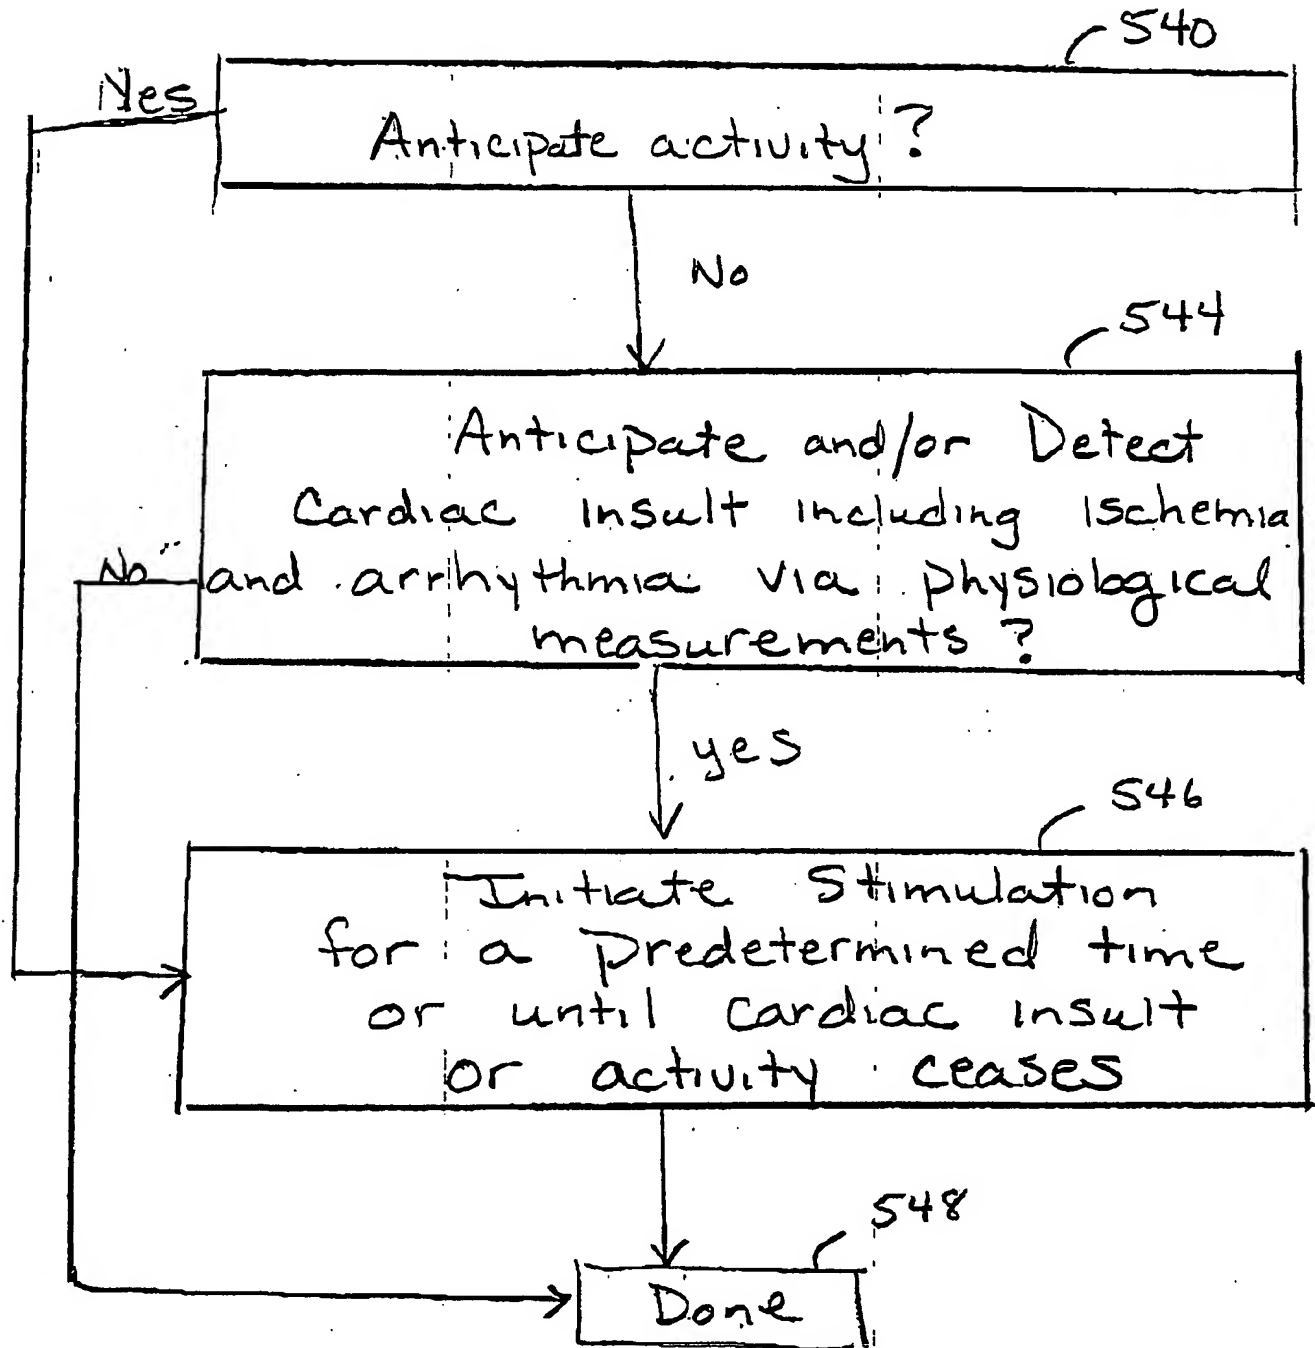 540
Yes
Anticipate activity?
No
544
Anticipate and/or Detect
Cardiac insult including ischemia
No
and arrhythmia via physiological
measurements?
yes
546
Initiate Stimulation
for a predetermined time
or until cardiac insult
or activity ceases
548
Done